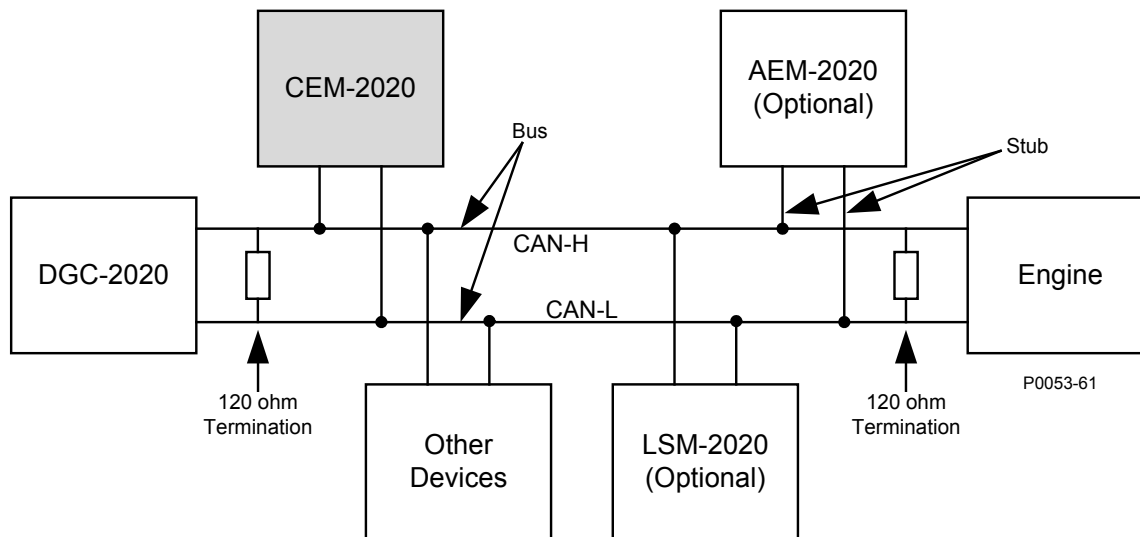 CEM-2020
AEM-2020
(Optional)
Bus
Stub
DGC-2020
CAN-H
Engine
CAN-L
P0053-61
120 ohm
Termination
120 ohm
Termination
Other
Devices
LSM-2020
(Optional)